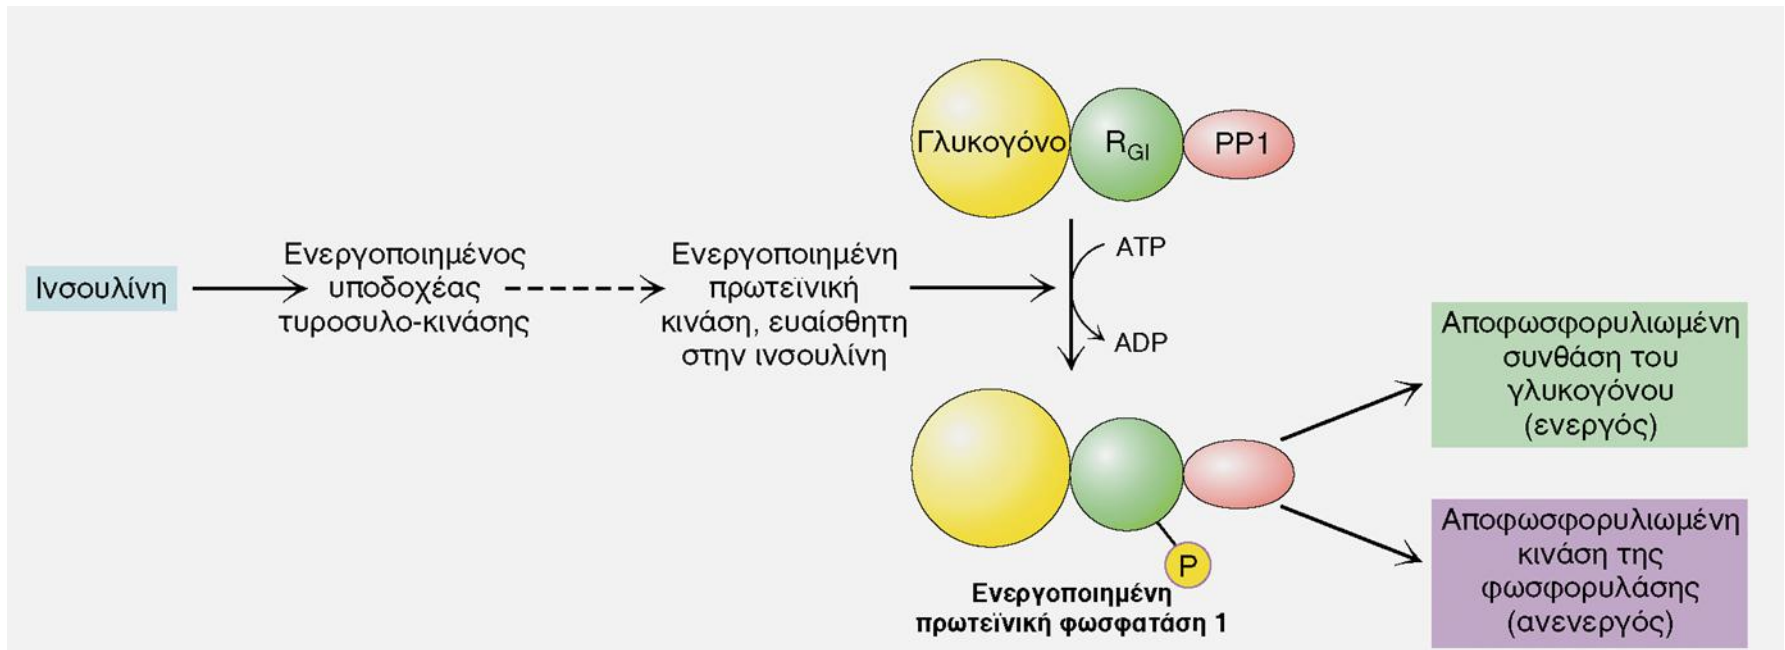 Γλυκογόνο
R_GI
PP1
Ινσουλίνη
Ενεργοποιημένος
υποδοχέας
τυροσυλο-κινάσης
Ενεργοποιημένη
πρωτεϊνική
κινάση, ευαίσθητη
στην ινσουλίνη
ATP
ADP
P
Ενεργοποιημένη
πρωτεϊνική φωσφατάση 1
Αποφωσφορυλιωμένη
συνθάση του
γλυκογόνου
(ενεργός)
Αποφωσφορυλιωμένη
κινάση της
φωσφορυλάσης
(ανενεργός)